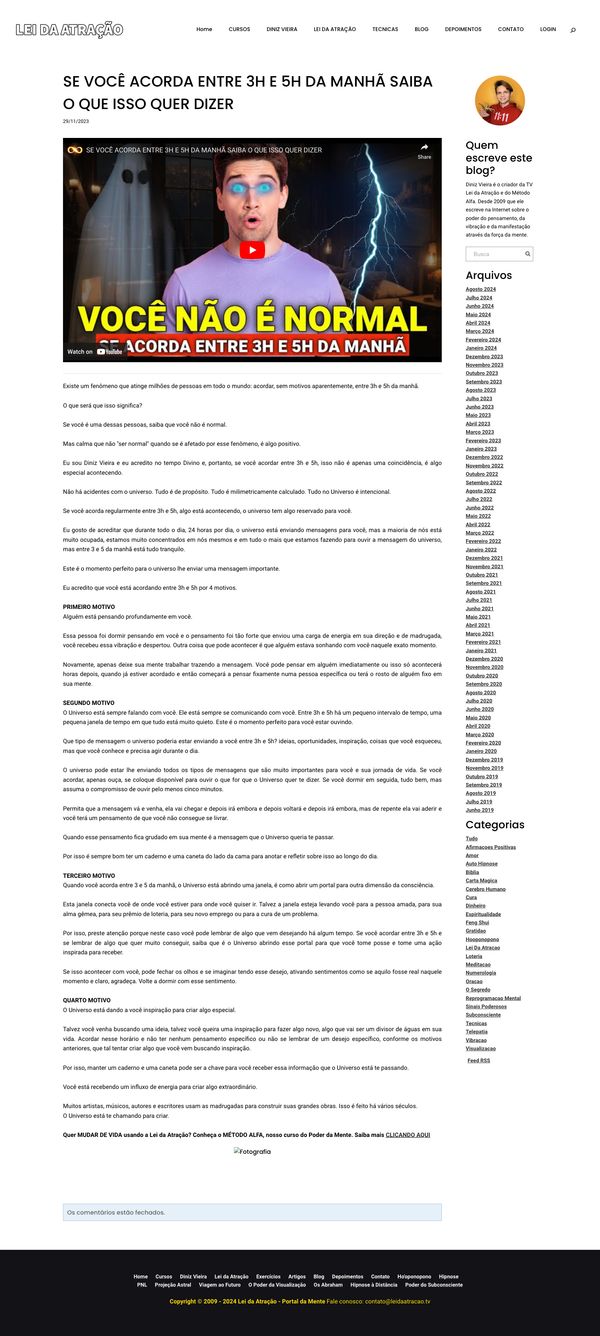 LEI DA ATRAÇÃO
Home CURSOS DINIZ VIEIRA LEI DA ATRAÇÃO TECNICAS BLOG DEPOIMENTOS CONTATO LOGIN
SE VOCÊ ACORDA ENTRE 3H E 5H DA MANHÃ SAIBA
O QUE ISSO QUER DIZER
29/11/2023
SE VOCÊ ACORDA ENTRE 3H E 5H DA MANHÃ SAIBA O QUE ISSO QUER DIZER
Share
VOCÊ NÃO É NORMAL
SE ACORDA ENTRE 3H E 5H DA MANHÃ
Watch on YouTube
Existe um fenômeno que atinge milhões de pessoas em todo o mundo: acordar, sem motivos aparentemente, entre 3h e 5h da manhã.
O que será que isso significa?
Se você é uma dessas pessoas, saiba que você não é normal.
Mas calma que não "ser normal" quando se é afetado por esse fenômeno, é algo positivo.
Eu sou Diniz Vieira e eu acredito no tempo Divino e, portanto, se você acordar entre 3h e 5h, isso não é apenas uma coincidência, é algo
especial acontecendo.
Não há acidentes com o universo. Tudo é de propósito. Tudo é milimetricamente calculado. Tudo no Universo é intencional.
Se você acorda regularmente entre 3h e 5h, algo está acontecendo, o universo tem algo reservado para você.
Eu gosto de acreditar que durante todo o dia, 24 horas por dia, o universo está enviando mensagens para você, mas a maioria de nós está
muito ocupada, estamos muito concentrados em nós mesmos e em tudo o mais que estamos fazendo para ouvir a mensagem do universo,
mas entre 3 e 5 da manhã está tudo tranquilo.
Este é o momento perfeito para o universo lhe enviar uma mensagem importante.
Eu acredito que você está acordando entre 3h e 5h por 4 motivos.
PRIMEIRO MOTIVO
Alguém está pensando profundamente em você.
Essa pessoa foi dormir pensando em você e o pensamento foi tão forte que enviou uma carga de energia em sua direção e de madrugada,
você recebeu essa vibração e despertou. Outra coisa que pode acontecer é que alguém estava sonhando com você naquele exato momento.
Novamente, apenas deixe sua mente trabalhar trazendo a mensagem. Você pode pensar em alguém imediatamente ou isso só acontecerá
horas depois, quando já estiver acordado e então começará a pensar fixamente numa pessoa específica ou terá o rosto de alguém fixo em
sua mente.
SEGUNDO MOTIVO
O Universo está sempre falando com você. Ele está sempre se comunicando com você. Entre 3h e 5h há um pequeno intervalo de tempo, uma
pequena janela de tempo em que tudo está muito quieto. Este é o momento perfeito para você estar ouvindo.
Que tipo de mensagem o universo poderia estar enviando a você entre 3h e 5h? ideias, oportunidades, inspiração, coisas que você esqueceu,
mas que você conhece e precisa agir durante o dia.
O universo pode estar lhe enviando todos os tipos de mensagens que são muito importantes para você e sua jornada de vida. Se você
acordar, apenas ouça, se coloque disponível para ouvir o que for que o Universo quer te dizer. Se você dormir em seguida, tudo bem, mas
assuma o compromisso de ouvir pelo menos cinco minutos.
Permita que a mensagem vá e venha, ela vai chegar e depois irá embora e depois voltará e depois irá embora, mas de repente ela vai aderir e
você terá um pensamento de que você não consegue se livrar.
Quando esse pensamento fica grudado em sua mente é a mensagem que o Universo queria te passar.
Por isso é sempre bom ter um caderno e uma caneta do lado da cama para anotar e refletir sobre isso ao longo do dia.
TERCEIRO MOTIVO
Quando você acorda entre 3 e 5 da manhã, o Universo está abrindo uma janela, é como abrir um portal para outra dimensão da consciência.
Esta janela conecta você de onde você estiver para onde você quiser ir. Talvez a janela esteja levando você para a pessoa amada, para sua
alma gêmea, para seu prêmio de loteria, para seu novo emprego ou para a cura de um problema.
Por isso, preste atenção porque neste caso você pode lembrar de algo que vem desejando há algum tempo. Se você acordar entre 3h e 5h e
se lembrar de algo que quer muito conseguir, saiba que é o Universo abrindo esse portal para que você tome posse e tome uma ação
inspirada para receber.
Se isso acontecer com você, pode fechar os olhos e se imaginar tendo esse desejo, ativando sentimentos como se aquilo fosse real naquele
momento e claro, agradeça. Volte a dormir com esse sentimento.
QUARTO MOTIVO
O Universo está dando a você inspiração para criar algo especial.
Talvez você venha buscando uma ideia, talvez você queira uma inspiração para fazer algo novo, algo que vai ser um divisor de águas em sua
vida. Acordar nesse horário e não ter nenhum pensamento específico ou não se lembrar de um desejo específico, conforme os motivos
anteriores, que tal tentar criar algo que você vem buscando inspiração.
Por isso, manter um caderno e uma caneta pode ser a chave para você receber essa informação que o Universo está te passando.
Você está recebendo um influxo de energia para criar algo extraordinário.
Muitos artistas, músicos, autores e escritores usam as madrugadas para construir suas grandes obras. Isso é feito há vários séculos.
O Universo está te chamando para criar.
Quer MUDAR DE VIDA usando a Lei da Atração? Conheça o MÉTODO ALFA, nosso curso do Poder da Mente. Saiba mais CLICANDO AQUI
Fotografia
Os comentários estão fechados.
11:11
Quem
escreve este
blog?
Diniz Vieira é o criador da TV
Lei da Atração e do Método
Alfa. Desde 2009 que ele
escreve na Internet sobre o
poder do pensamento, da
vibração e da manifestação
através da força da mente.
Busca
Arquivos
Agosto 2024
Julho 2024
Junho 2024
Maio 2024
Abril 2024
Março 2024
Fevereiro 2024
Janeiro 2024
Dezembro 2023
Novembro 2023
Outubro 2023
Setembro 2023
Agosto 2023
Julho 2023
Junho 2023
Maio 2023
Abril 2023
Março 2023
Fevereiro 2023
Janeiro 2023
Dezembro 2022
Novembro 2022
Outubro 2022
Setembro 2022
Agosto 2022
Julho 2022
Junho 2022
Maio 2022
Abril 2022
Março 2022
Fevereiro 2022
Janeiro 2022
Dezembro 2021
Novembro 2021
Outubro 2021
Setembro 2021
Agosto 2021
Julho 2021
Junho 2021
Maio 2021
Abril 2021
Março 2021
Fevereiro 2021
Janeiro 2021
Dezembro 2020
Novembro 2020
Outubro 2020
Setembro 2020
Agosto 2020
Julho 2020
Junho 2020
Maio 2020
Abril 2020
Março 2020
Fevereiro 2020
Janeiro 2020
Dezembro 2019
Novembro 2019
Outubro 2019
Setembro 2019
Agosto 2019
Julho 2019
Junho 2019
Categorias
Tudo
Afirmacoes Positivas
Amor
Auto Hipnose
Bíblia
Carta Magica
Cerebro Humano
Cura
Dinheiro
Espiritualidade
Feng Shui
Gratidao
Hooponopono
Lei Da Atracao
Loteria
Meditacao
Numerologia
Oracao
O Segredo
Reprogramacao Mental
Sinais Poderosos
Subconsciente
Tecnicas
Telepatia
Vibracao
Visualizacao
Feed RSS
Home Cursos Diniz Vieira Lei da Atração Exercícios Artigos Blog Depoimentos Contato Ho'oponopono Hipnose
PNL Projeção Astral Viagem ao Futuro O Poder da Visualização Os Abraham Hipnose à Distância Poder do Subconsciente
Copyright © 2009 - 2024 Lei da Atração - Portal da Mente Fale conosco: contato@leidaatracao.tv